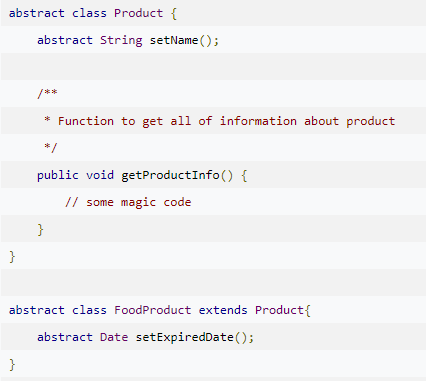 abstract class Product {
abstract String setName();
/**
* Function to get all of information about product
*/
public void getProductInfo() {
// some magic code
}
}
abstract class FoodProduct extends Product{
abstract Date setExpiredDate();
}